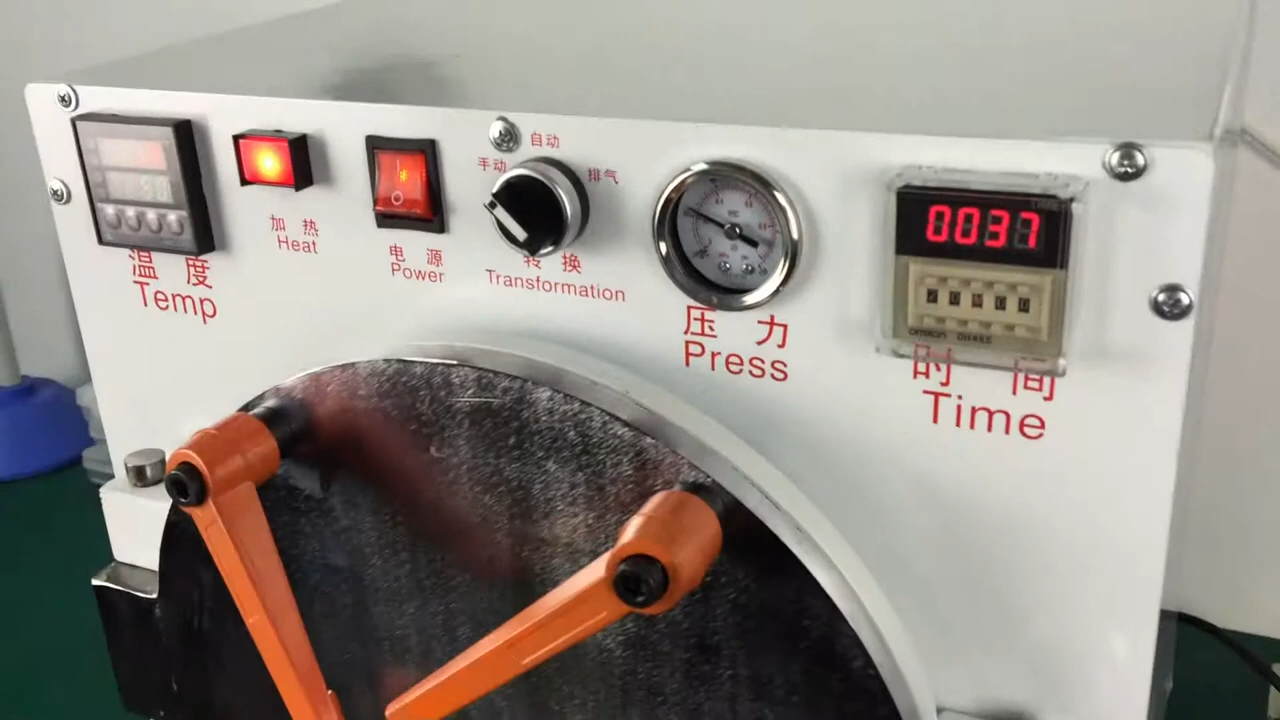 自动
手动
排气
加热
Heat
电源
Power
转换
Transformation
温度
Temp
压力
Press
0037
omron
时间
Time